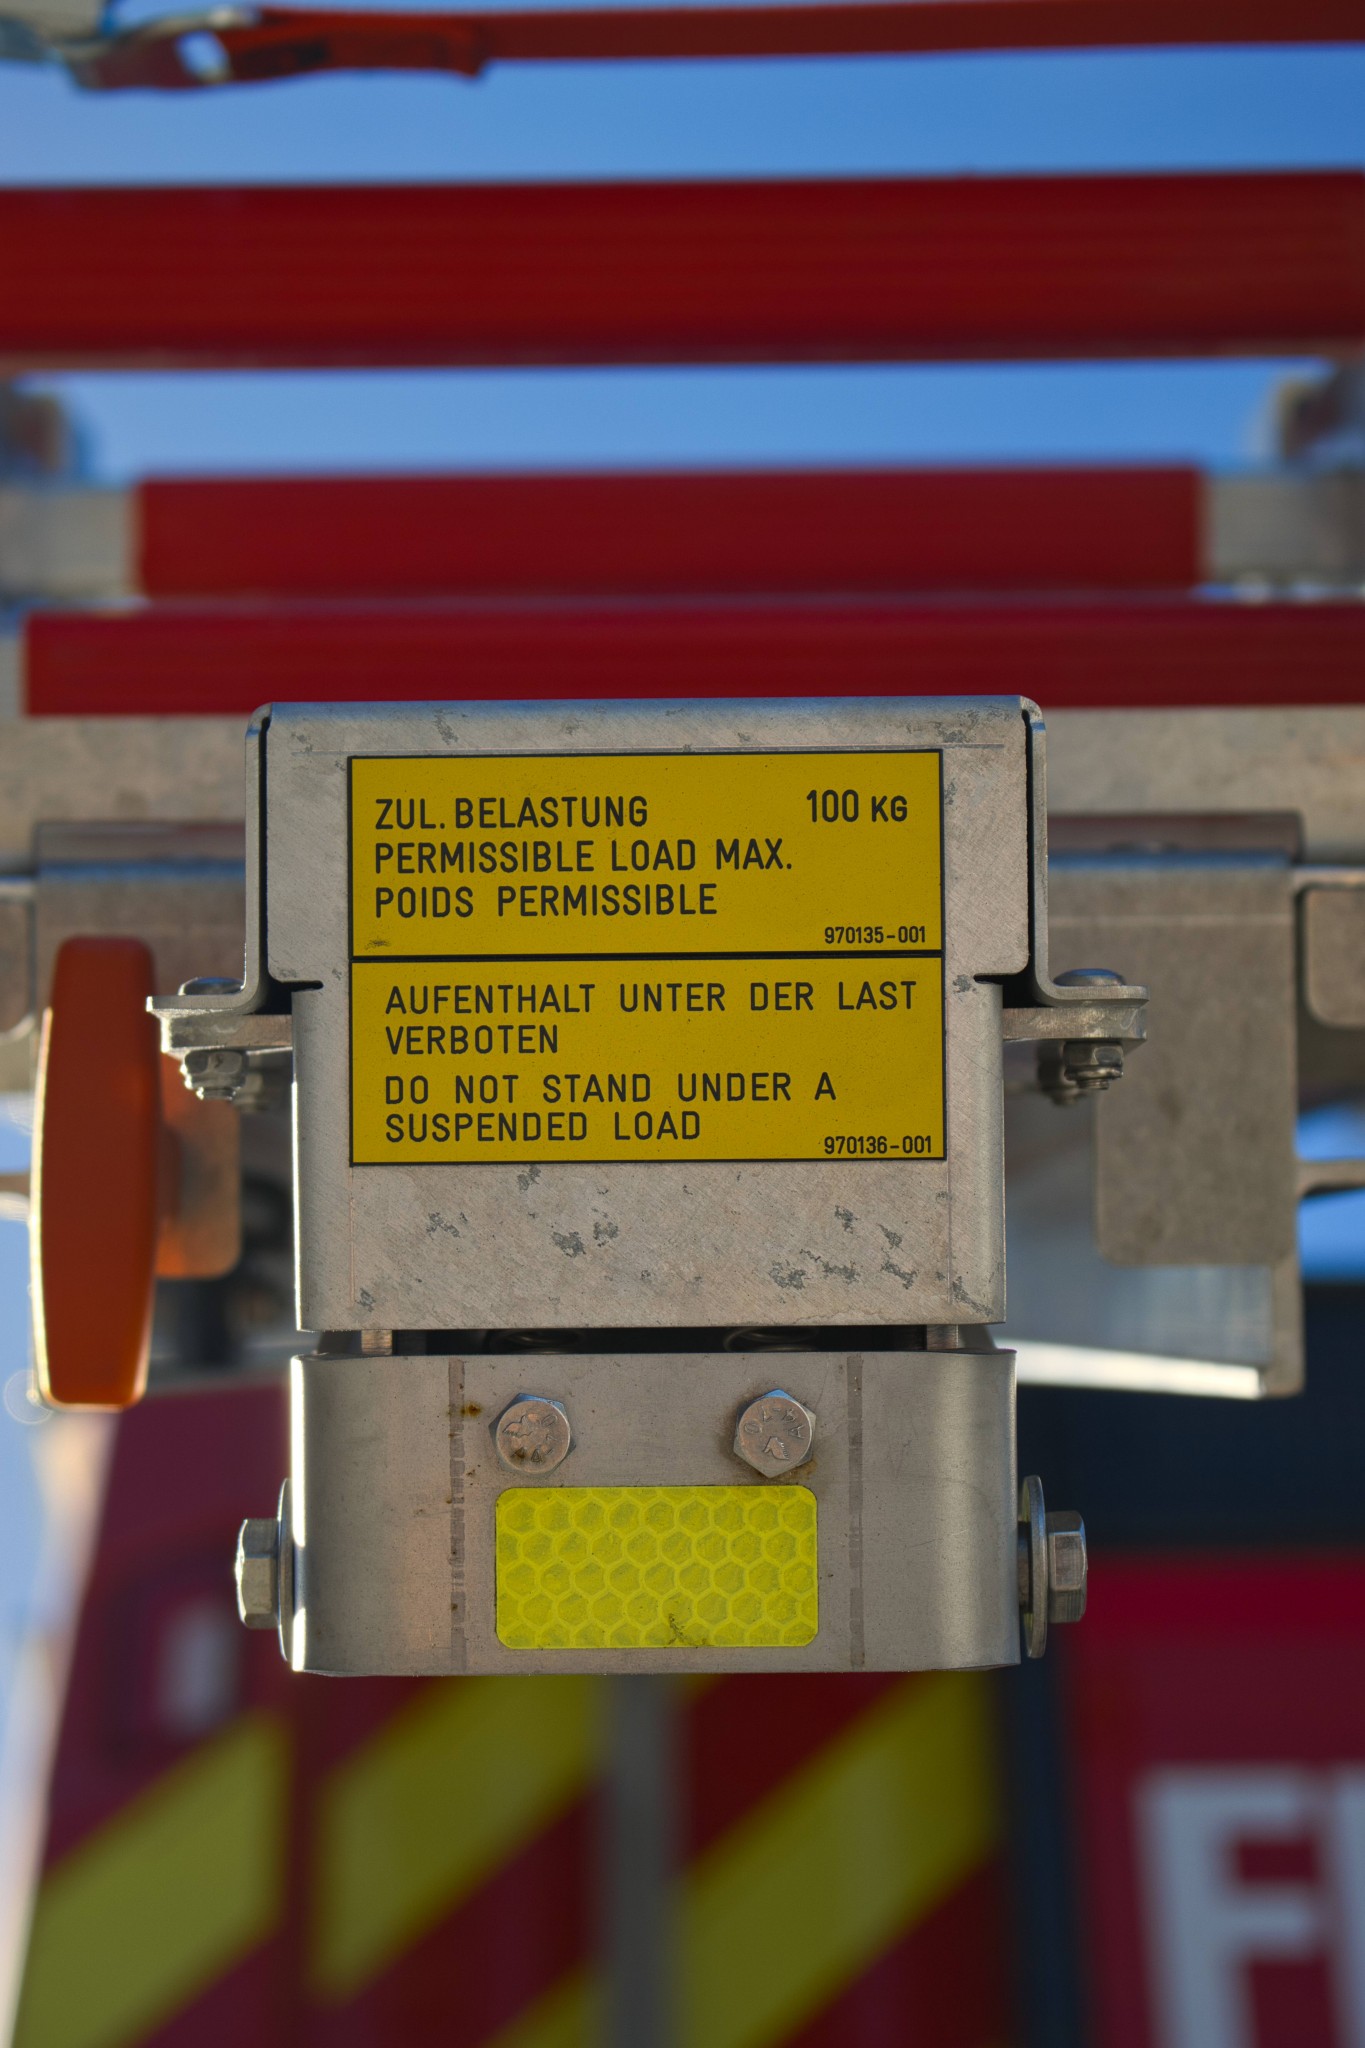 ZUL. BELASTUNG 100 KG
PERMISSIBLE LOAD MAX.
POIDS PERMISSIBLE
970135-001
AUFENTHALT UNTER DER LAST
VERBOTEN
DO NOT STAND UNDER A
SUSPENDED LOAD
970136-001